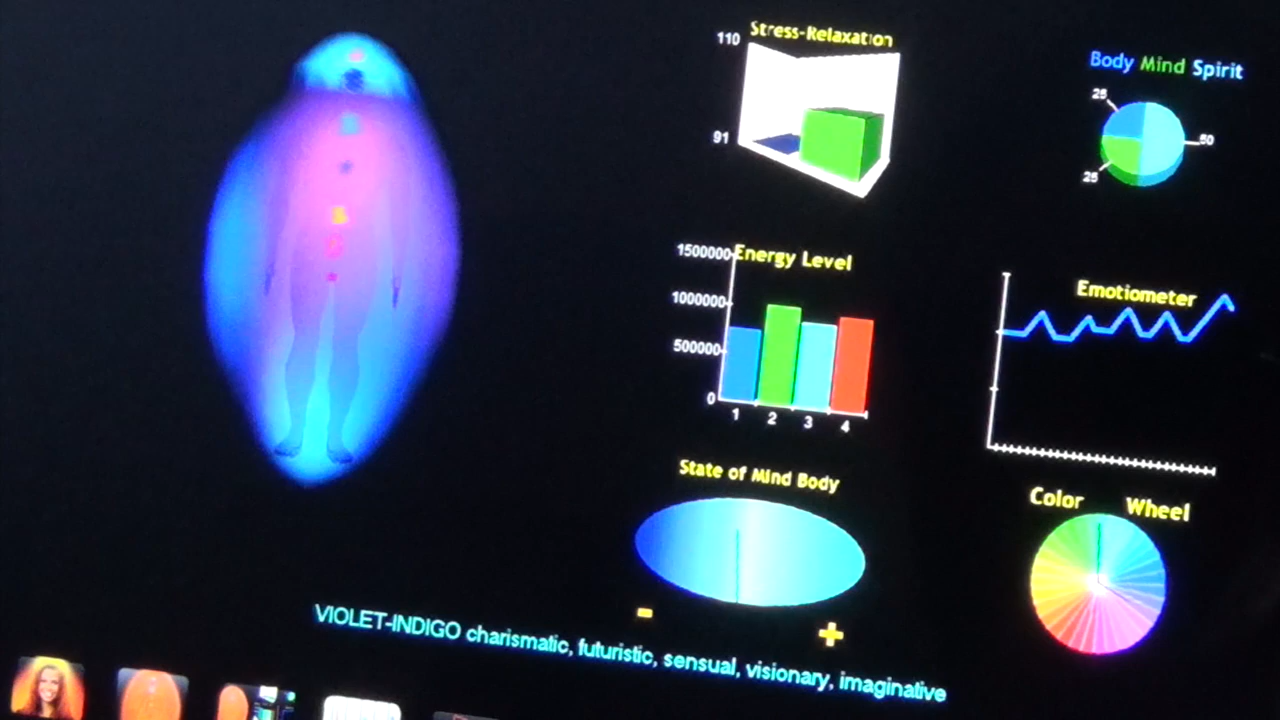 Stress-Relaxation
110
91
Body Mind Spirit
25
50
25
Energy Level
1500000
1000000
500000
0
1 2 3 4
Emotiometer
State of Mind Body
- +
Color Wheel
VIOLET-INDIGO charismatic, futuristic, sensual, visionary, imaginative